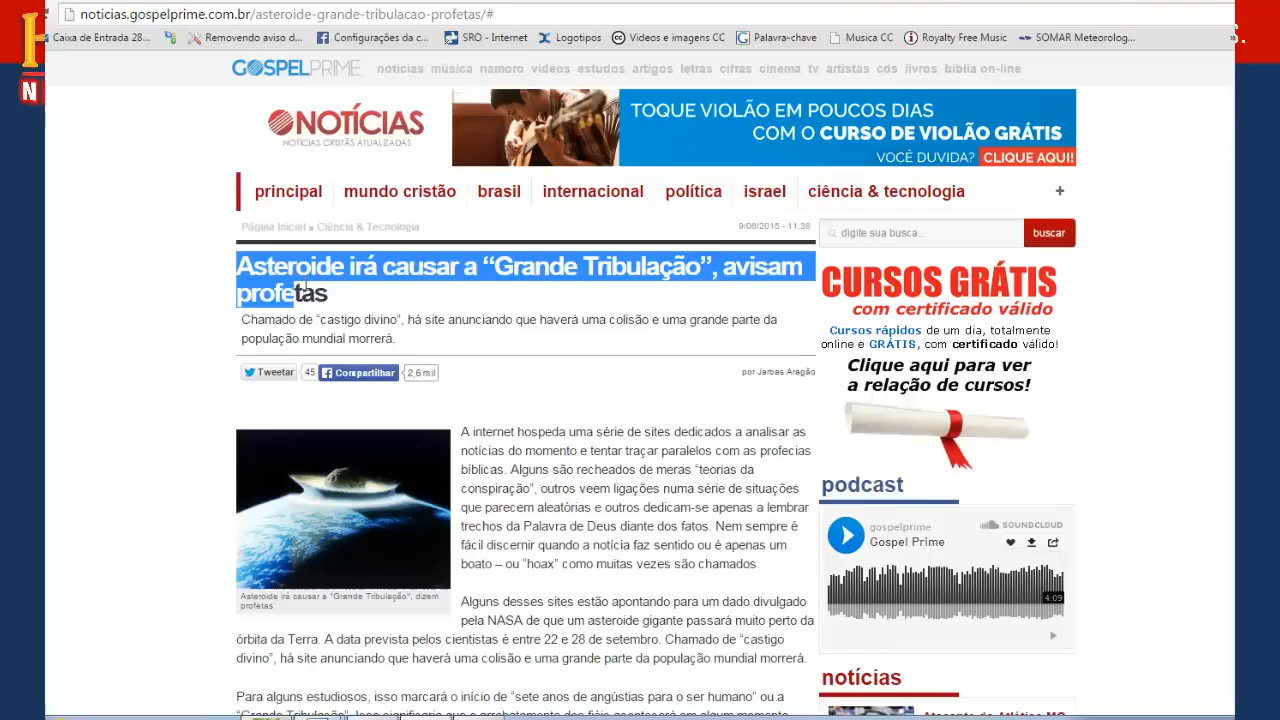 noticias.gospelprime.com.br/asteroide-grande-tribulacao-profetas/#
Caixa de Entrada 28...
Removendo aviso d...
Configurações da c...
SRO - Internet
Logotipos
Vídeos e imagens CC
Palavra-chave
Musica CC
Royalty Free Music
SOMAR Meteorolog...
»
H
N
S.
GOSPELPRIME
notícias música namoro vídeos estudos artigos letras cifras cinema tv artistas cds livros bíblia on-line
NOTÍCIAS
NOTÍCIAS CRISTÃS ATUALIZADAS
TOQUE VIOLÃO EM POUCOS DIAS
COM O CURSO DE VIOLÃO GRÁTIS
VOCÊ DUVIDA? CLIQUE AQUI!
principal mundo cristão brasil internacional política israel ciência & tecnologia +
Página Inicial » Ciência & Tecnologia
9/06/2015 - 11:38
digite sua busca...
buscar
Asteroide irá causar a “Grande Tribulação”, avisam
profetas
Chamado de “castigo divino”, há site anunciando que haverá uma colisão e uma grande parte da
população mundial morrerá.
Tweetar 45 Compartilhar 2,6 mil
por Jarbas Aragão
A internet hospeda uma série de sites dedicados a analisar as
notícias do momento e tentar traçar paralelos com as profecias
bíblicas. Alguns são recheados de meras “teorias da
conspiração”, outros veem ligações numa série de situações
que parecem aleatórias e outros dedicam-se apenas a lembrar
trechos da Palavra de Deus diante dos fatos. Nem sempre é
fácil discernir quando a notícia faz sentido ou é apenas um
boato – ou “hoax” como muitas vezes são chamados.
Asteroide irá causar a “Grande Tribulação”, dizem
profetas
Alguns desses sites estão apontando para um dado divulgado
pela NASA de que um asteroide gigante passará muito perto da
órbita da Terra. A data prevista pelos cientistas é entre 22 e 28 de setembro. Chamado de “castigo
divino”, há site anunciando que haverá uma colisão e uma grande parte da população mundial morrerá.
Para alguns estudiosos, isso marcará o início de “sete anos de angústias para o ser humano” ou a
“Grande Tribulação”. Isso significaria que o arrebatamento dos fiéis acontecerá em algum momento
CURSOS GRÁTIS
com certificado válido
Cursos rápidos de um dia, totalmente
online e GRÁTIS, com certificado válido!
Clique aqui para ver
a relação de cursos!
podcast
gospelprime
Gospel Prime
SOUNDCLOUD
4:09
notícias